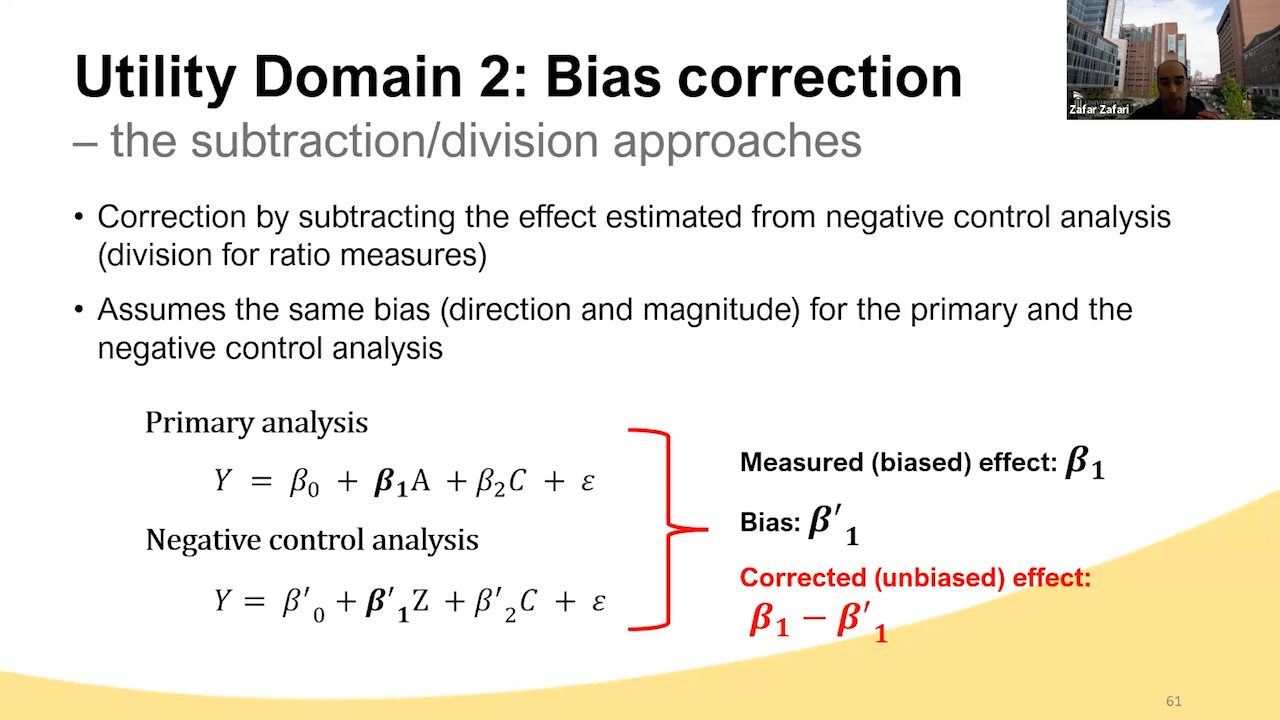 Utility Domain 2: Bias correction
– the subtraction/division approaches
Zafar Zafari
• Correction by subtracting the effect estimated from negative control analysis
(division for ratio measures)
• Assumes the same bias (direction and magnitude) for the primary and the
negative control analysis
Primary analysis
Y = β₀ + β₁A + β₂C + ε
Negative control analysis
Y = β′₀ + β′₁Z + β′₂C + ε
Measured (biased) effect: β₁
Bias: β′₁
Corrected (unbiased) effect:
β₁ − β′₁
61